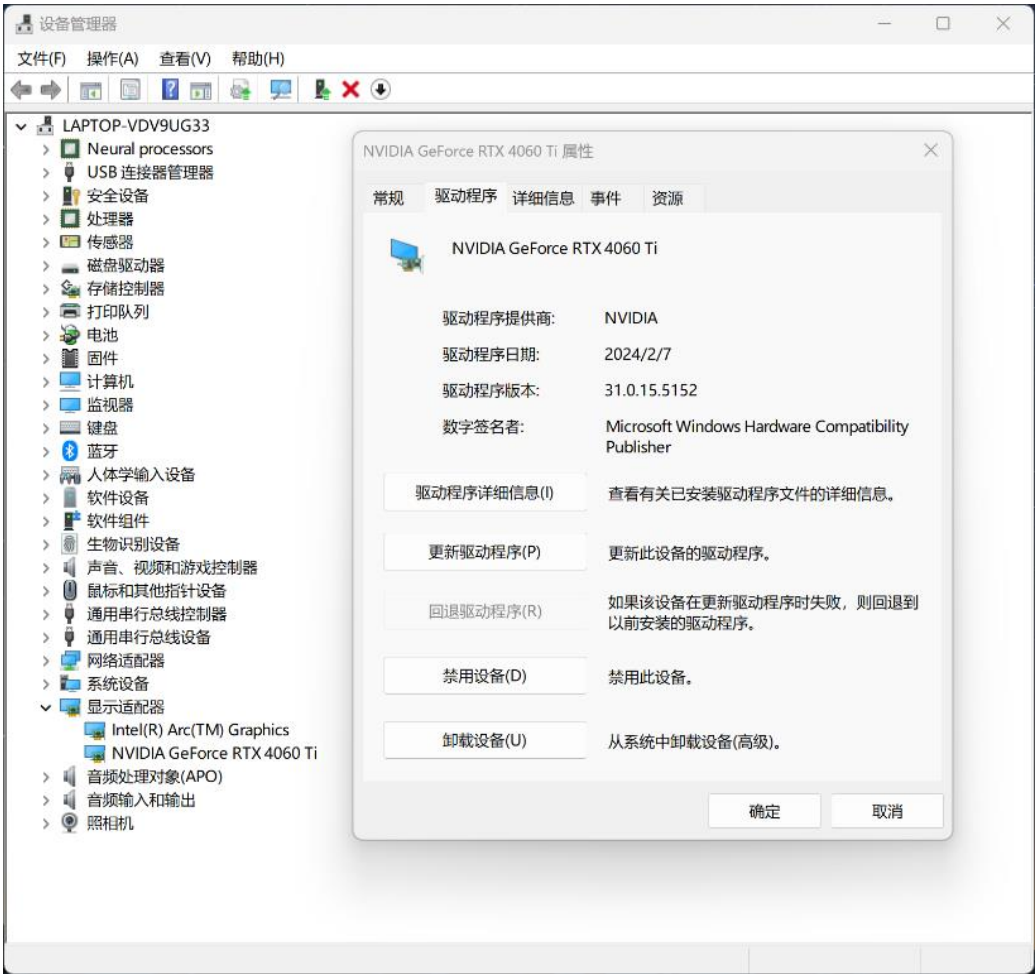 设备管理器
文件(F) 操作(A) 查看(V) 帮助(H)
LAPTOP-VDV9UG33
Neural processors
USB 连接器管理器
安全设备
处理器
传感器
磁盘驱动器
存储控制器
打印队列
电池
固件
计算机
监视器
键盘
蓝牙
人体学输入设备
软件设备
软件组件
生物识别设备
声音、视频和游戏控制器
鼠标和其他指针设备
通用串行总线控制器
通用串行总线设备
网络适配器
系统设备
显示适配器
Intel(R) Arc(TM) Graphics
NVIDIA GeForce RTX 4060 Ti
音频处理对象(APO)
音频输入和输出
照相机
NVIDIA GeForce RTX 4060 Ti 属性
常规 驱动程序 详细信息 事件 资源
NVIDIA GeForce RTX 4060 Ti
驱动程序提供商: NVIDIA
驱动程序日期: 2024/2/7
驱动程序版本: 31.0.15.5152
数字签名者: Microsoft Windows Hardware Compatibility
Publisher
驱动程序详细信息(I) 查看有关已安装驱动程序文件的详细信息。
更新驱动程序(P) 更新此设备的驱动程序。
回退驱动程序(R) 如果该设备在更新驱动程序时失败，则回退到
以前安装的驱动程序。
禁用设备(D) 禁用此设备。
卸载设备(U) 从系统中卸载设备(高级)。
确定 取消